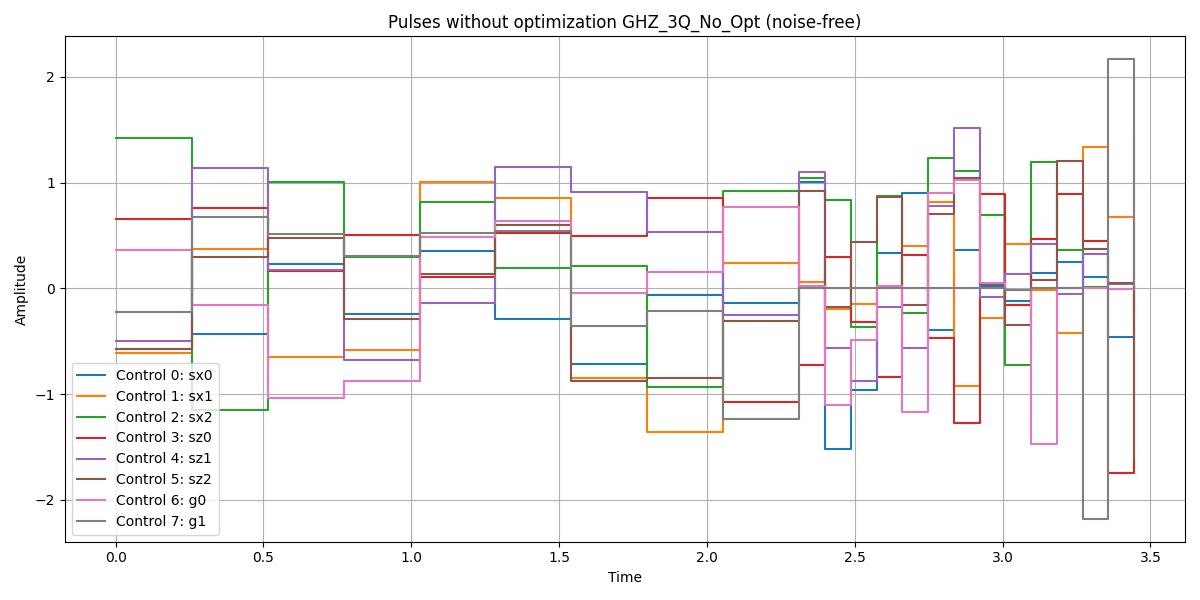 Pulses without optimization GHZ_3Q_No_Opt (noise-free)
Amplitude
2
1
0
−1
−2
Control 0: sx0
Control 1: sx1
Control 2: sx2
Control 3: sz0
Control 4: sz1
Control 5: sz2
Control 6: g0
Control 7: g1
0.0 0.5 1.0 1.5 2.0 2.5 3.0 3.5
Time